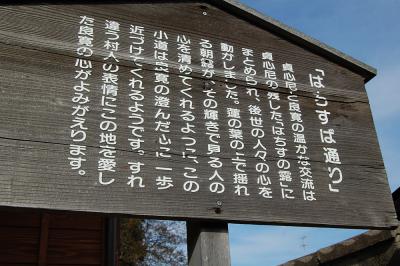 「はちすば通り」
貞心尼と良寛の温かな交流は
貞心尼の残した「はちすの露」に
まとめられ、後世の人々の心を
動かしました。蓮の葉の上で揺れ
る朝露が、その輝きで見る人の
心を清めてくれるように、この
小道は良寛の澄んだ心に一歩
近づけてくれるようです。すれ
違う村人の表情にこの地を愛し
た良寛の心がよみがえります。